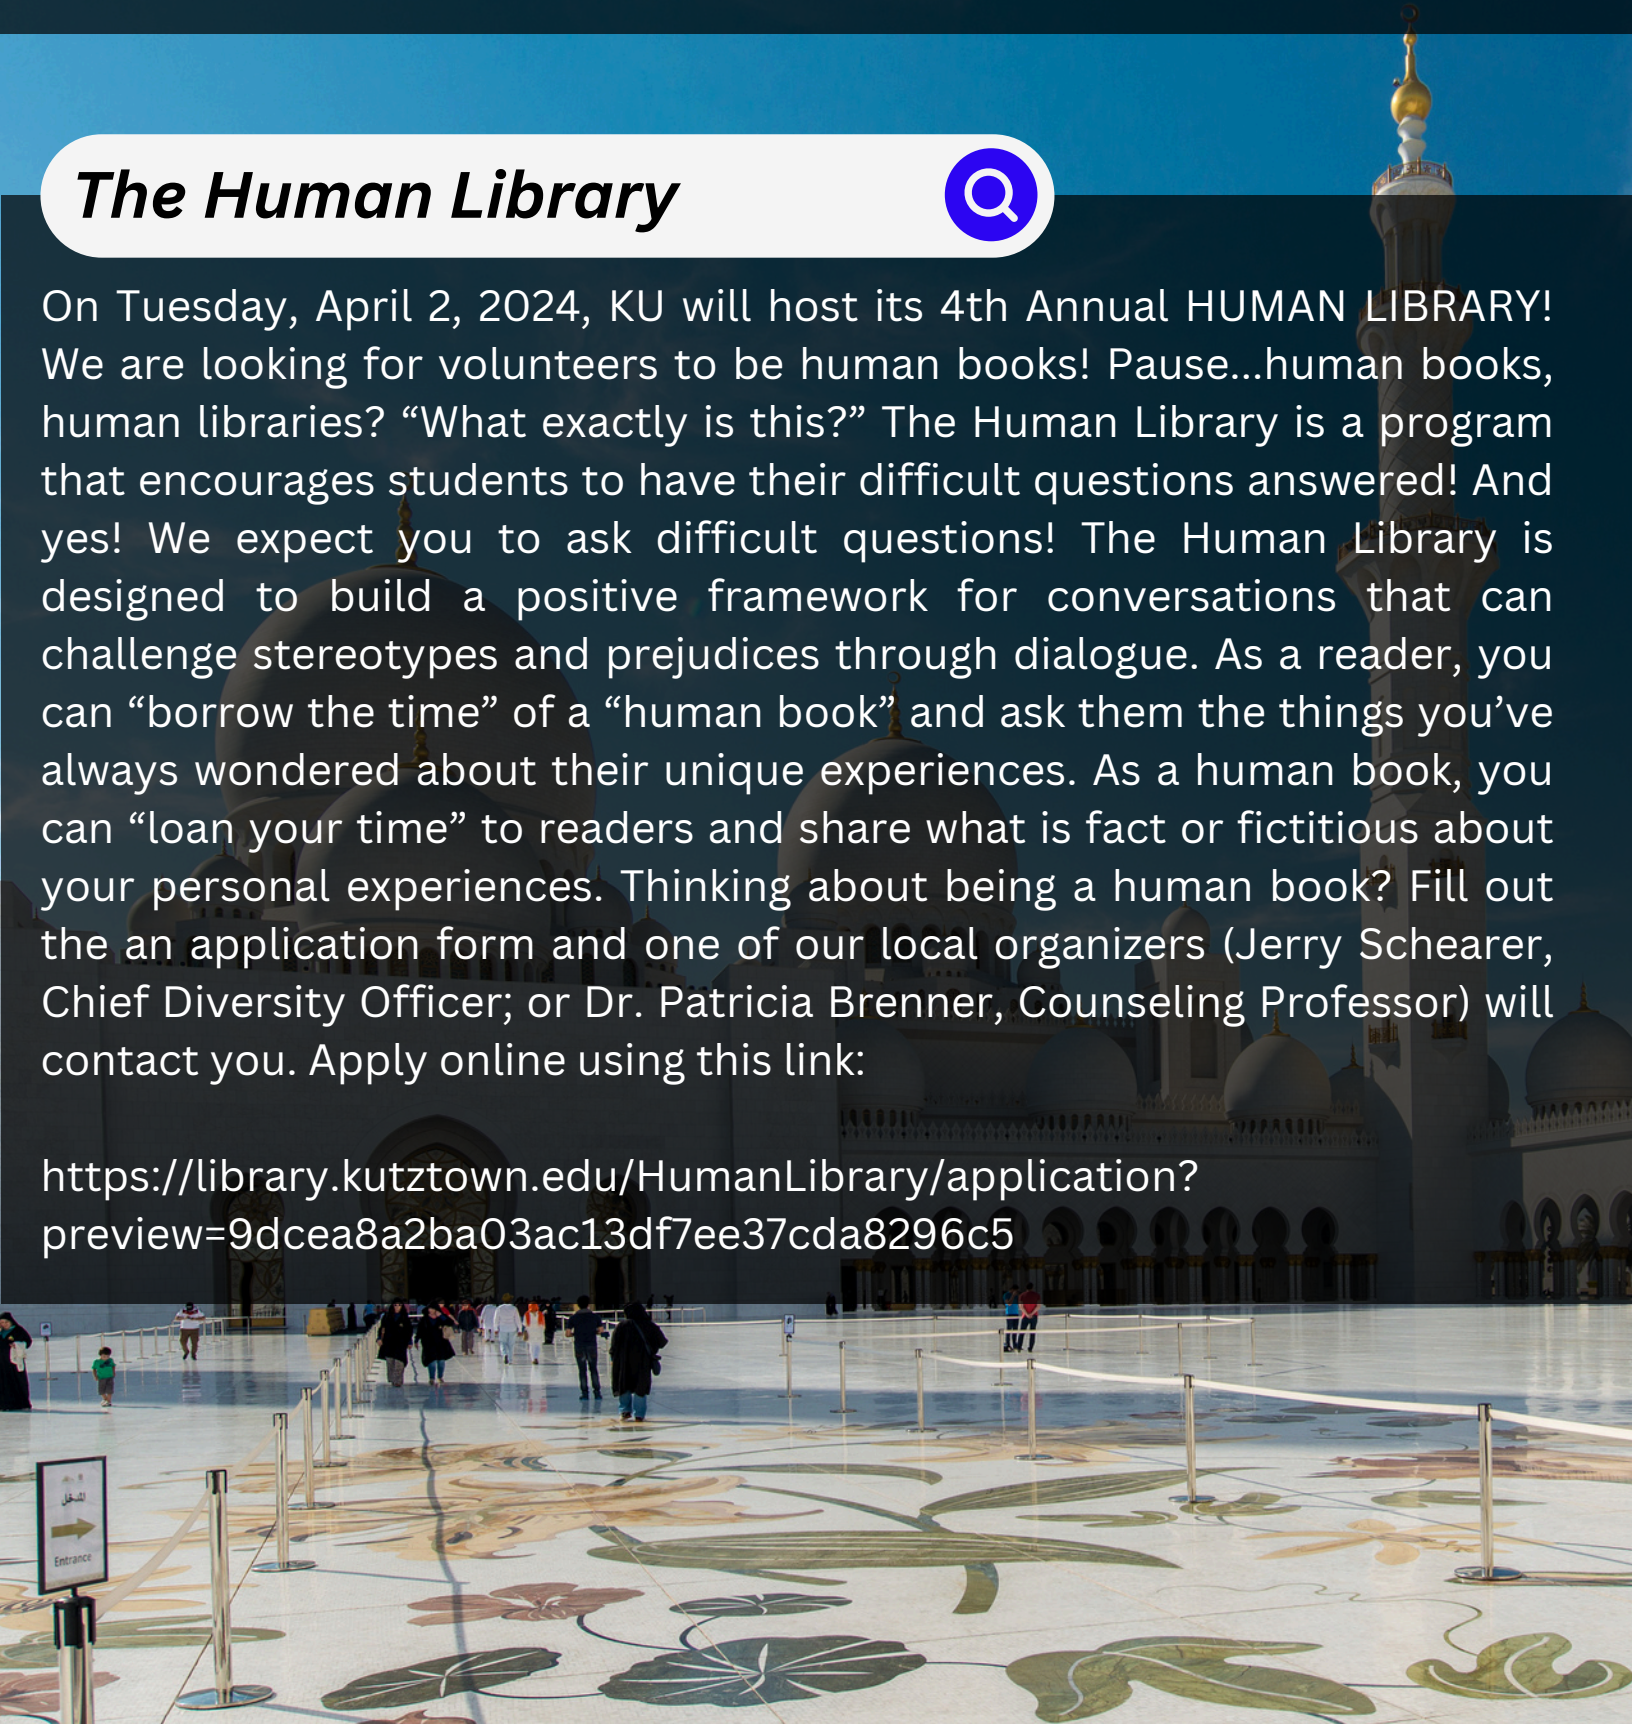 The Human Library
On Tuesday, April 2, 2024, KU will host its 4th Annual HUMAN LIBRARY!
We are looking for volunteers to be human books! Pause...human books,
human libraries? “What exactly is this?” The Human Library is a program
that encourages students to have their difficult questions answered! And
yes! We expect you to ask difficult questions! The Human Library is
designed to build a positive framework for conversations that can
challenge stereotypes and prejudices through dialogue. As a reader, you
can “borrow the time” of a “human book” and ask them the things you’ve
always wondered about their unique experiences. As a human book, you
can “loan your time” to readers and share what is fact or fictitious about
your personal experiences. Thinking about being a human book? Fill out
the an application form and one of our local organizers (Jerry Schearer,
Chief Diversity Officer; or Dr. Patricia Brenner, Counseling Professor) will
contact you. Apply online using this link:
https://library.kutztown.edu/HumanLibrary/application?
preview=9dcea8a2ba03ac13df7ee37cda8296c5
المدخل
Entrance